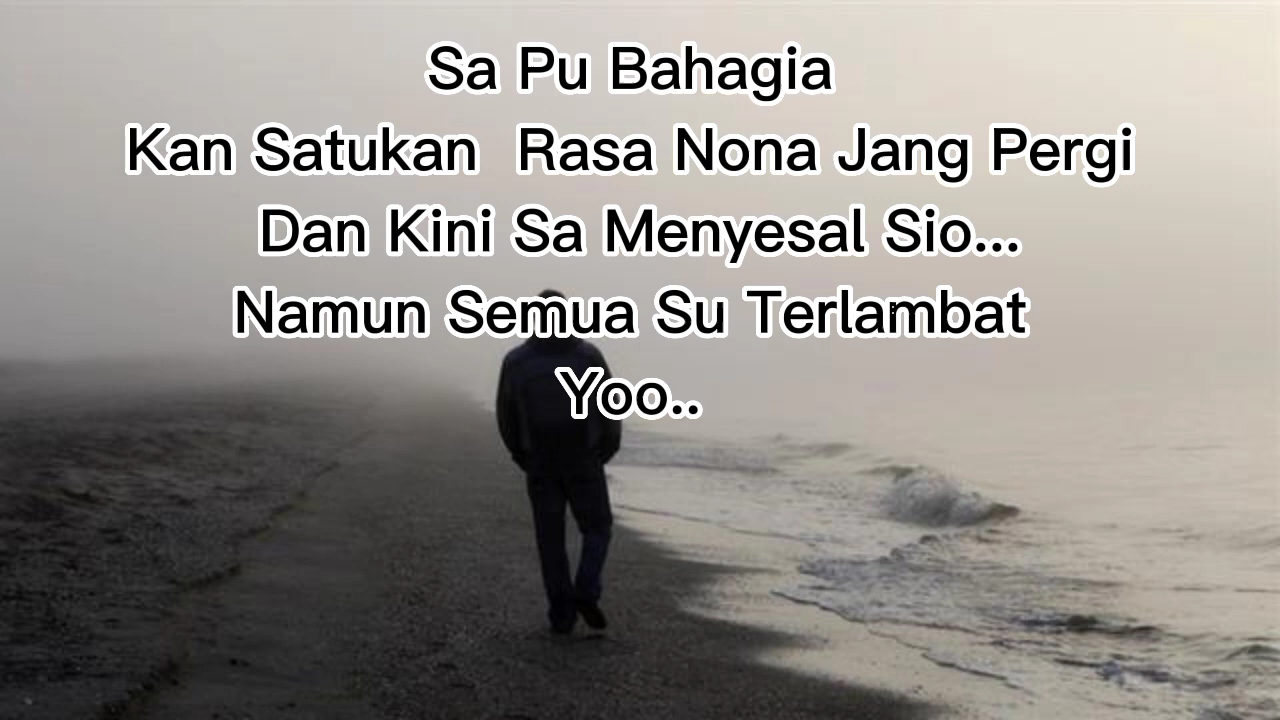 Sa Pu Bahagia
Kan Satukan Rasa Nona Jang Pergi
Dan Kini Sa Menyesal Sio...
Namun Semua Su Terlambat
Yoo..